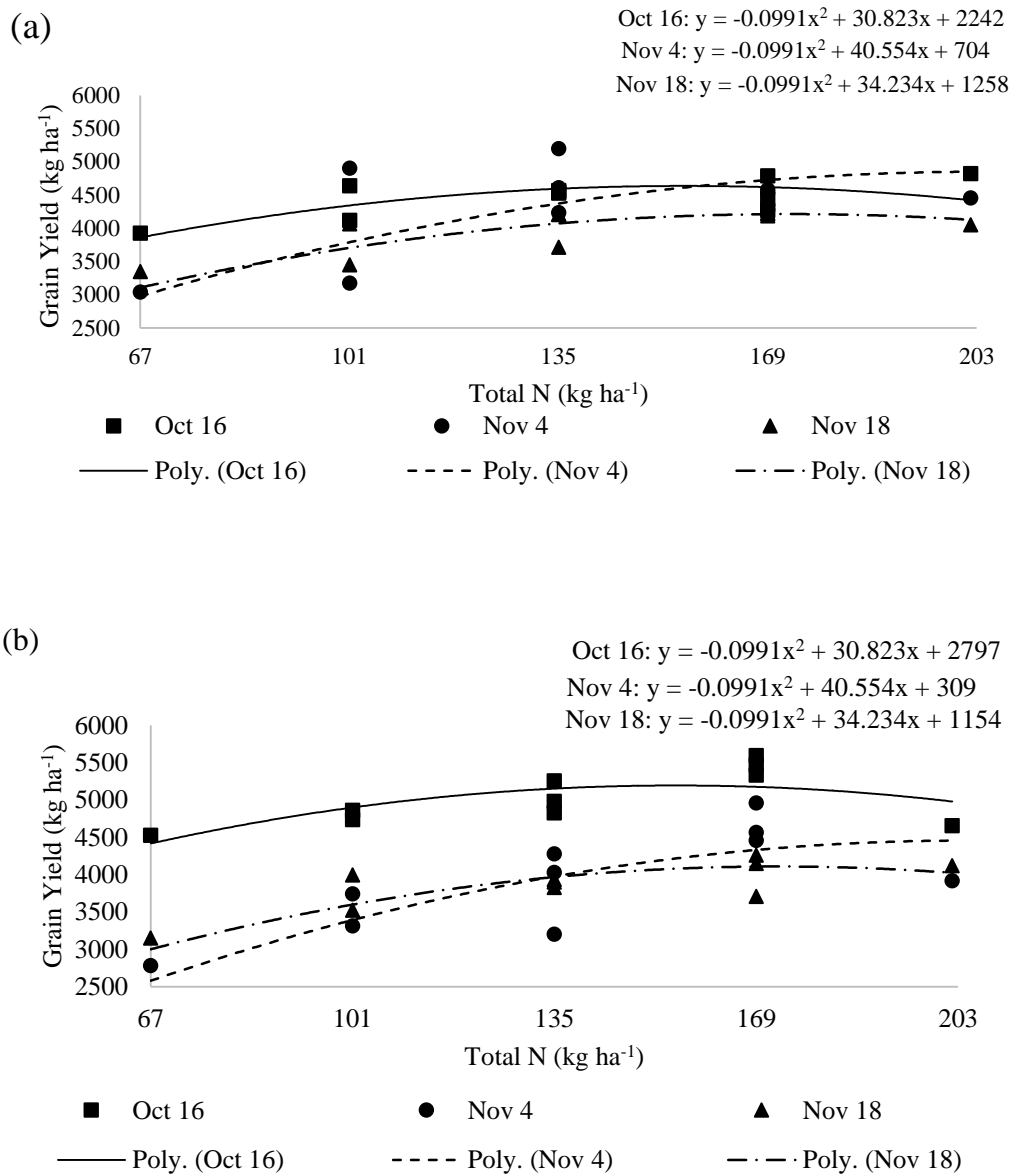 (a)
Oct 16: y = -0.0991x² + 30.823x + 2242
Nov 4: y = -0.0991x² + 40.554x + 704
Nov 18: y = -0.0991x² + 34.234x + 1258
Grain Yield (kg ha⁻¹)
6000
5500
5000
4500
4000
3500
3000
2500
67 101 135 169 203
Total N (kg ha⁻¹)
Oct 16 Nov 4 Nov 18
Poly. (Oct 16) Poly. (Nov 4) Poly. (Nov 18)
(b)
Oct 16: y = -0.0991x² + 30.823x + 2797
Nov 4: y = -0.0991x² + 40.554x + 309
Nov 18: y = -0.0991x² + 34.234x + 1154
Grain Yield (kg ha⁻¹)
6000
5500
5000
4500
4000
3500
3000
2500
67 101 135 169 203
Total N (kg ha⁻¹)
Oct 16 Nov 4 Nov 18
Poly. (Oct 16) Poly. (Nov 4) Poly. (Nov 18)